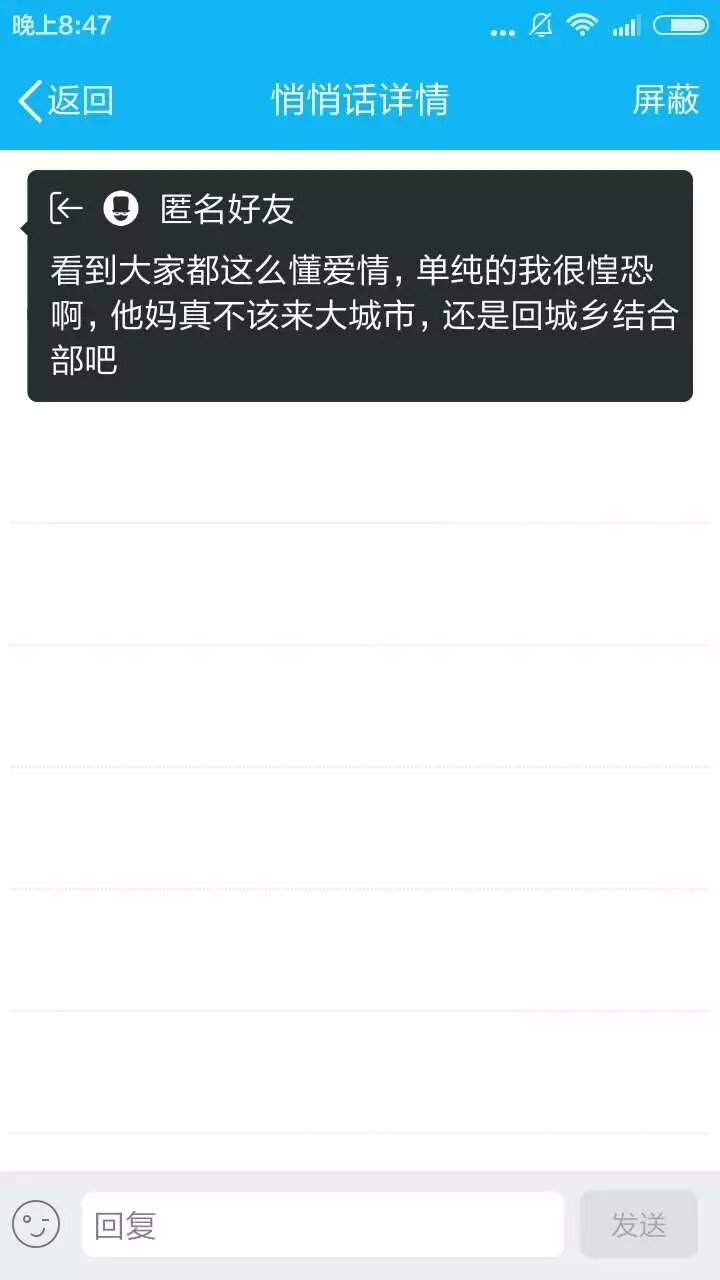 晚上8:47
返回 悄悄话详情 屏蔽
匿名好友
看到大家都这么懂爱情，单纯的我很惶恐
啊，他妈真不该来大城市，还是回城乡结合
部吧
回复 发送